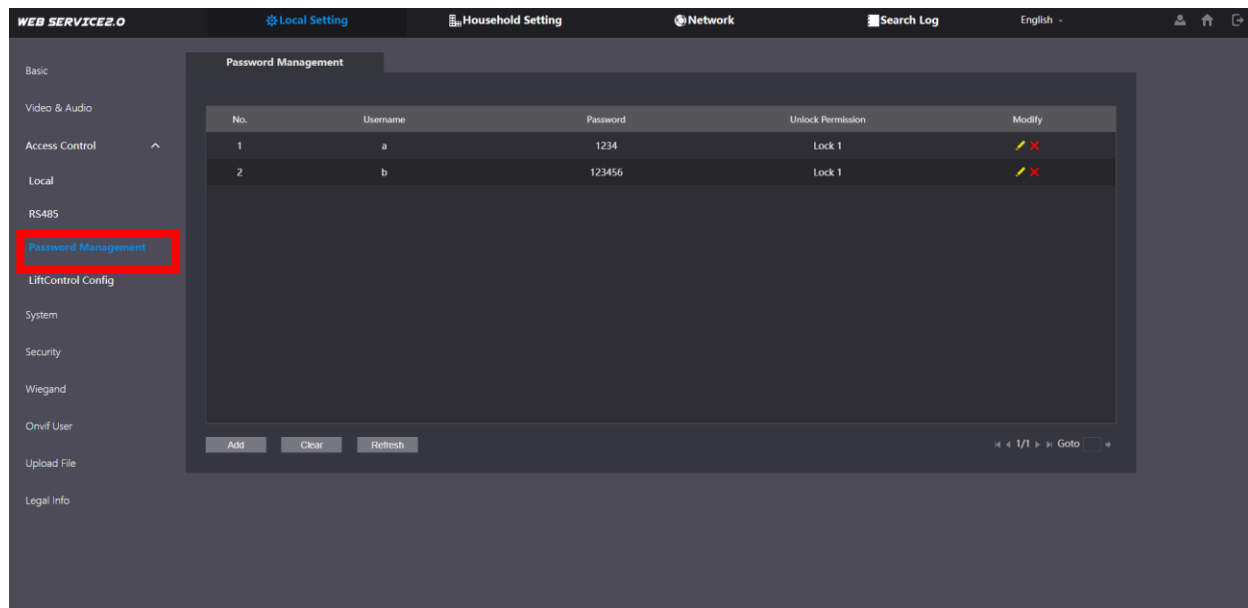 WEB SERVICE2.0 Local Setting Household Setting Network Search Log English
Basic
Video & Audio
Access Control
Local
RS485
Password Management
LiftControl Config
System
Security
Wiegand
Onvif User
Upload File
Legal Info
Password Management
No. Username Password Unlock Permission Modify
1 a 1234 Lock 1
2 b 123456 Lock 1
Add Clear Refresh 1/1 Goto